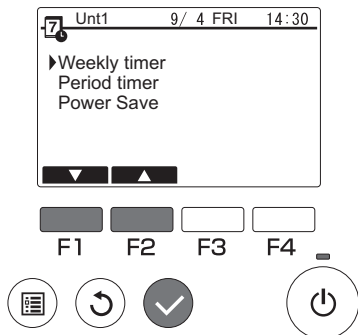 7 Unt1 9/ 4 FRI 14:30
Weekly timer
Period timer
Power Save
F1 F2 F3 F4